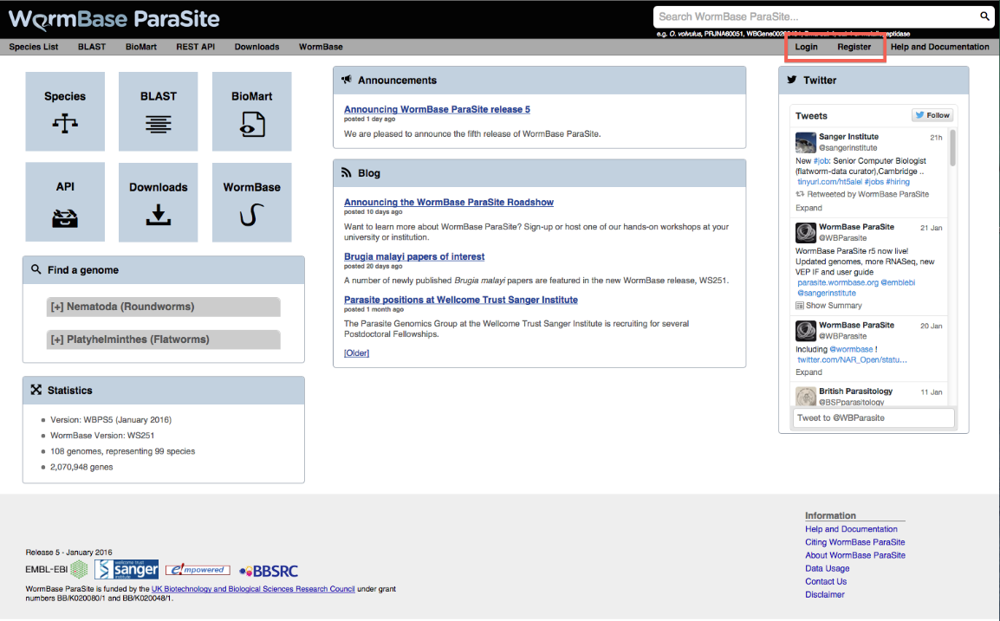 WormBase ParaSite
Search WormBase ParaSite...
e.g. O. volvulus, PRJNA60051,
Species List BLAST BioMart REST API Downloads WormBase Login Register Help and Documentation
Species BLAST BioMart
API Downloads WormBase
Find a genome
[+] Nematoda (Roundworms)
[+] Platyhelminthes (Flatworms)
Statistics
Version: WBPS5 (January 2016)
WormBase Version: WS251
108 genomes, representing 99 species
2,070,948 genes
Announcements
Announcing WormBase ParaSite release 5
posted 1 day ago
We are pleased to announce the fifth release of WormBase ParaSite.
Blog
Announcing the WormBase ParaSite Roadshow
posted 10 days ago
Want to learn more about WormBase ParaSite? Sign-up or host one of our hands-on workshops at your
university or institution.
Brugia malayi papers of interest
posted 20 days ago
A number of newly published Brugia malayi papers are featured in the new WormBase release, WS251.
Parasite positions at Wellcome Trust Sanger Institute
posted 1 month ago
The Parasite Genomics Group at the Wellcome Trust Sanger Institute is recruiting for several
Postdoctoral Fellowships.
[Older]
Twitter
Tweets Follow
Sanger Institute 21h
@sangerinstitute
New #job: Senior Computer Biologist
(flatworm-data curator),Cambridge ..
tinyurl.com/ht5alel #jobs #hiring
Retweeted by WormBase ParaSite
Expand
WormBase ParaSite 21 Jan
@WBParasite
WormBase ParaSite r5 now live!
Updated genomes, more RNASeq, new
VEP IF and user guide
parasite.wormbase.org @emblebi
@sangerinstitute
Show Summary
WormBase ParaSite 20 Jan
@WBParasite
Including @wormbase !
twitter.com/NAR_Open/statu...
Expand
British Parasitology 11 Jan
@BSPparasitology
Tweet to @WBParasite
Release 5 - January 2016
EMBL-EBI wellcome trust sanger institute e!mpowered BBSRC
WormBase ParaSite is funded by the UK Biotechnology and Biological Sciences Research Council under grant
numbers BB/K020080/1 and BB/K020048/1.
Information
Help and Documentation
Citing WormBase ParaSite
About WormBase ParaSite
Data Usage
Contact Us
Disclaimer